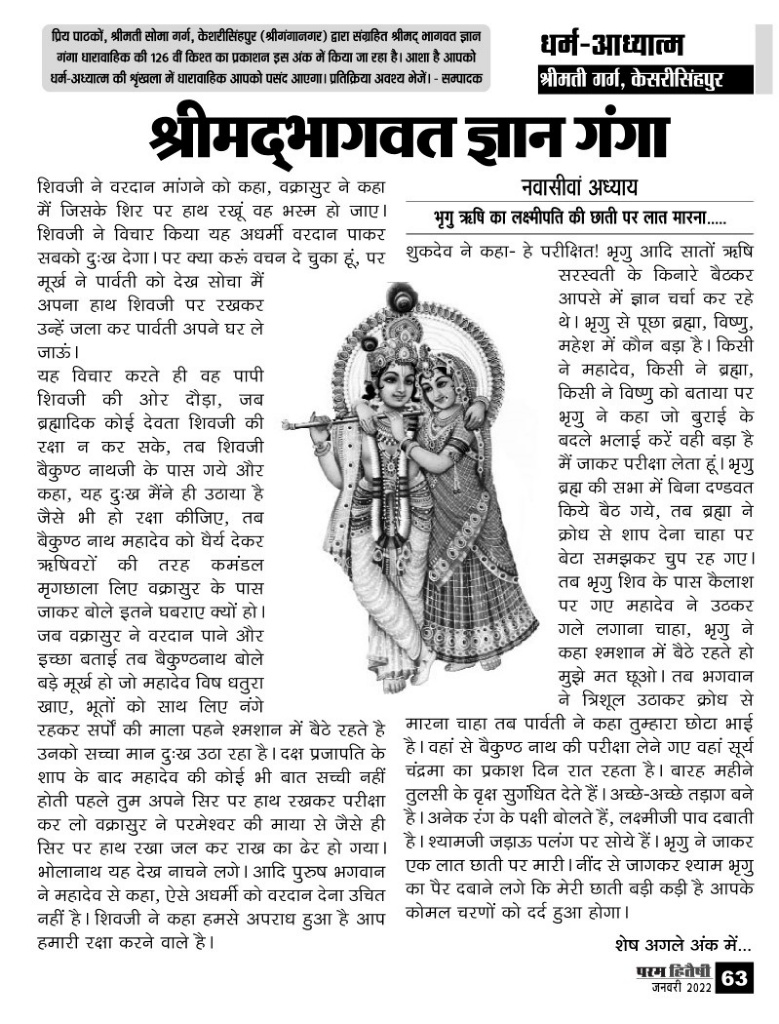 प्रिय पाठकों, श्रीमती सोमा गर्ग, केशरीसिंहपुर (श्रीगंगानगर) द्वारा संग्रहित श्रीमद् भागवत ज्ञान
गंगा धारावाहिक की 126 वीं किश्त का प्रकाशन इस अंक में किया जा रहा है। आशा है आपको
धर्म-अध्यात्म की श्रृंखला में धारावाहिक आपको पसंद आएगा। प्रतिक्रिया अवश्य भेजें। - सम्पादक
धर्म-आध्यात्म
श्रीमती गर्ग, केसरीसिंहपुर
श्रीमद्भागवत ज्ञान गंगा
शिवजी ने वरदान मांगने को कहा, वक्रासुर ने कहा
मैं जिसके शिर पर हाथ रखूं वह भस्म हो जाए।
शिवजी ने विचार किया यह अधर्मी वरदान पाकर
सबको दुःख देगा। पर क्या करुं वचन दे चुका हूं, पर
मूर्ख ने पार्वती को देख सोचा मैं
अपना हाथ शिवजी पर रखकर
उन्हें जला कर पार्वती अपने घर ले
जाऊं।
यह विचार करते ही वह पापी
शिवजी की ओर दौड़ा, जब
ब्रह्मादिक कोई देवता शिवजी की
रक्षा न कर सके, तब शिवजी
बैकुण्ठ नाथजी के पास गये और
कहा, यह दुःख मैंने ही उठाया है
जैसे भी हो रक्षा कीजिए, तब
बैकुण्ठ नाथ महादेव को धैर्य देकर
ऋषिवरों की तरह कमंडल
मृगछाला लिए वक्रासुर के पास
जाकर बोले इतने घबराए क्यों हो।
जब वक्रासुर ने वरदान पाने और
इच्छा बताई तब बैकुण्ठनाथ बोले
बड़े मूर्ख हो जो महादेव विष धतुरा
खाए, भूतों को साथ लिए नंगे
रहकर सर्पों की माला पहने श्मशान में बैठे रहते है
उनको सच्चा मान दुःख उठा रहा है। दक्ष प्रजापति के
शाप के बाद महादेव की कोई भी बात सच्ची नहीं
होती पहले तुम अपने सिर पर हाथ रखकर परीक्षा
कर लो वक्रासुर ने परमेश्वर की माया से जैसे ही
सिर पर हाथ रखा जल कर राख का ढेर हो गया।
भोलानाथ यह देख नाचने लगे। आदि पुरुष भगवान
ने महादेव से कहा, ऐसे अधर्मी को वरदान देना उचित
नहीं है। शिवजी ने कहा हमसे अपराध हुआ है आप
हमारी रक्षा करने वाले है।
नवासीवां अध्याय
भृगु ऋषि का लक्ष्मीपति की छाती पर लात मारना.....
शुकदेव ने कहा- हे परीक्षित! भृगु आदि सातों ऋषि
सरस्वती के किनारे बैठकर
आपसे में ज्ञान चर्चा कर रहे
थे। भृगु से पूछा ब्रह्मा, विष्णु,
महेश में कौन बड़ा है। किसी
ने महादेव, किसी ने ब्रह्मा,
किसी ने विष्णु को बताया पर
भृगु ने कहा जो बुराई के
बदले भलाई करें वही बड़ा है
मैं जाकर परीक्षा लेता हूं। भृगु
ब्रह्म की सभा में बिना दण्डवत
किये बैठ गये, तब ब्रह्मा ने
क्रोध से शाप देना चाहा पर
बेटा समझकर चुप रह गए।
तब भृगु शिव के पास कैलाश
पर गए महादेव ने उठकर
गले लगाना चाहा, भृगु ने
कहा श्मशान में बैठे रहते हो
मुझे मत छूओ। तब भगवान
ने त्रिशूल उठाकर क्रोध से
मारना चाहा तब पार्वती ने कहा तुम्हारा छोटा भाई
है। वहां से बैकुण्ठ नाथ की परीक्षा लेने गए वहां सूर्य
चंद्रमा का प्रकाश दिन रात रहता है। बारह महीने
तुलसी के वृक्ष सुगंधित देते हैं। अच्छे-अच्छे तड़ाग बने
है। अनेक रंग के पक्षी बोलते हैं, लक्ष्मीजी पाव दबाती
है। श्यामजी जड़ाऊ पलंग पर सोये हैं। भृगु ने जाकर
एक लात छाती पर मारी। नींद से जागकर श्याम भृगु
का पैर दबाने लगे कि मेरी छाती बड़ी कड़ी है आपके
कोमल चरणों को दर्द हुआ होगा।
शेष अगले अंक में...
परम हितैषी
जनवरी 2022
63